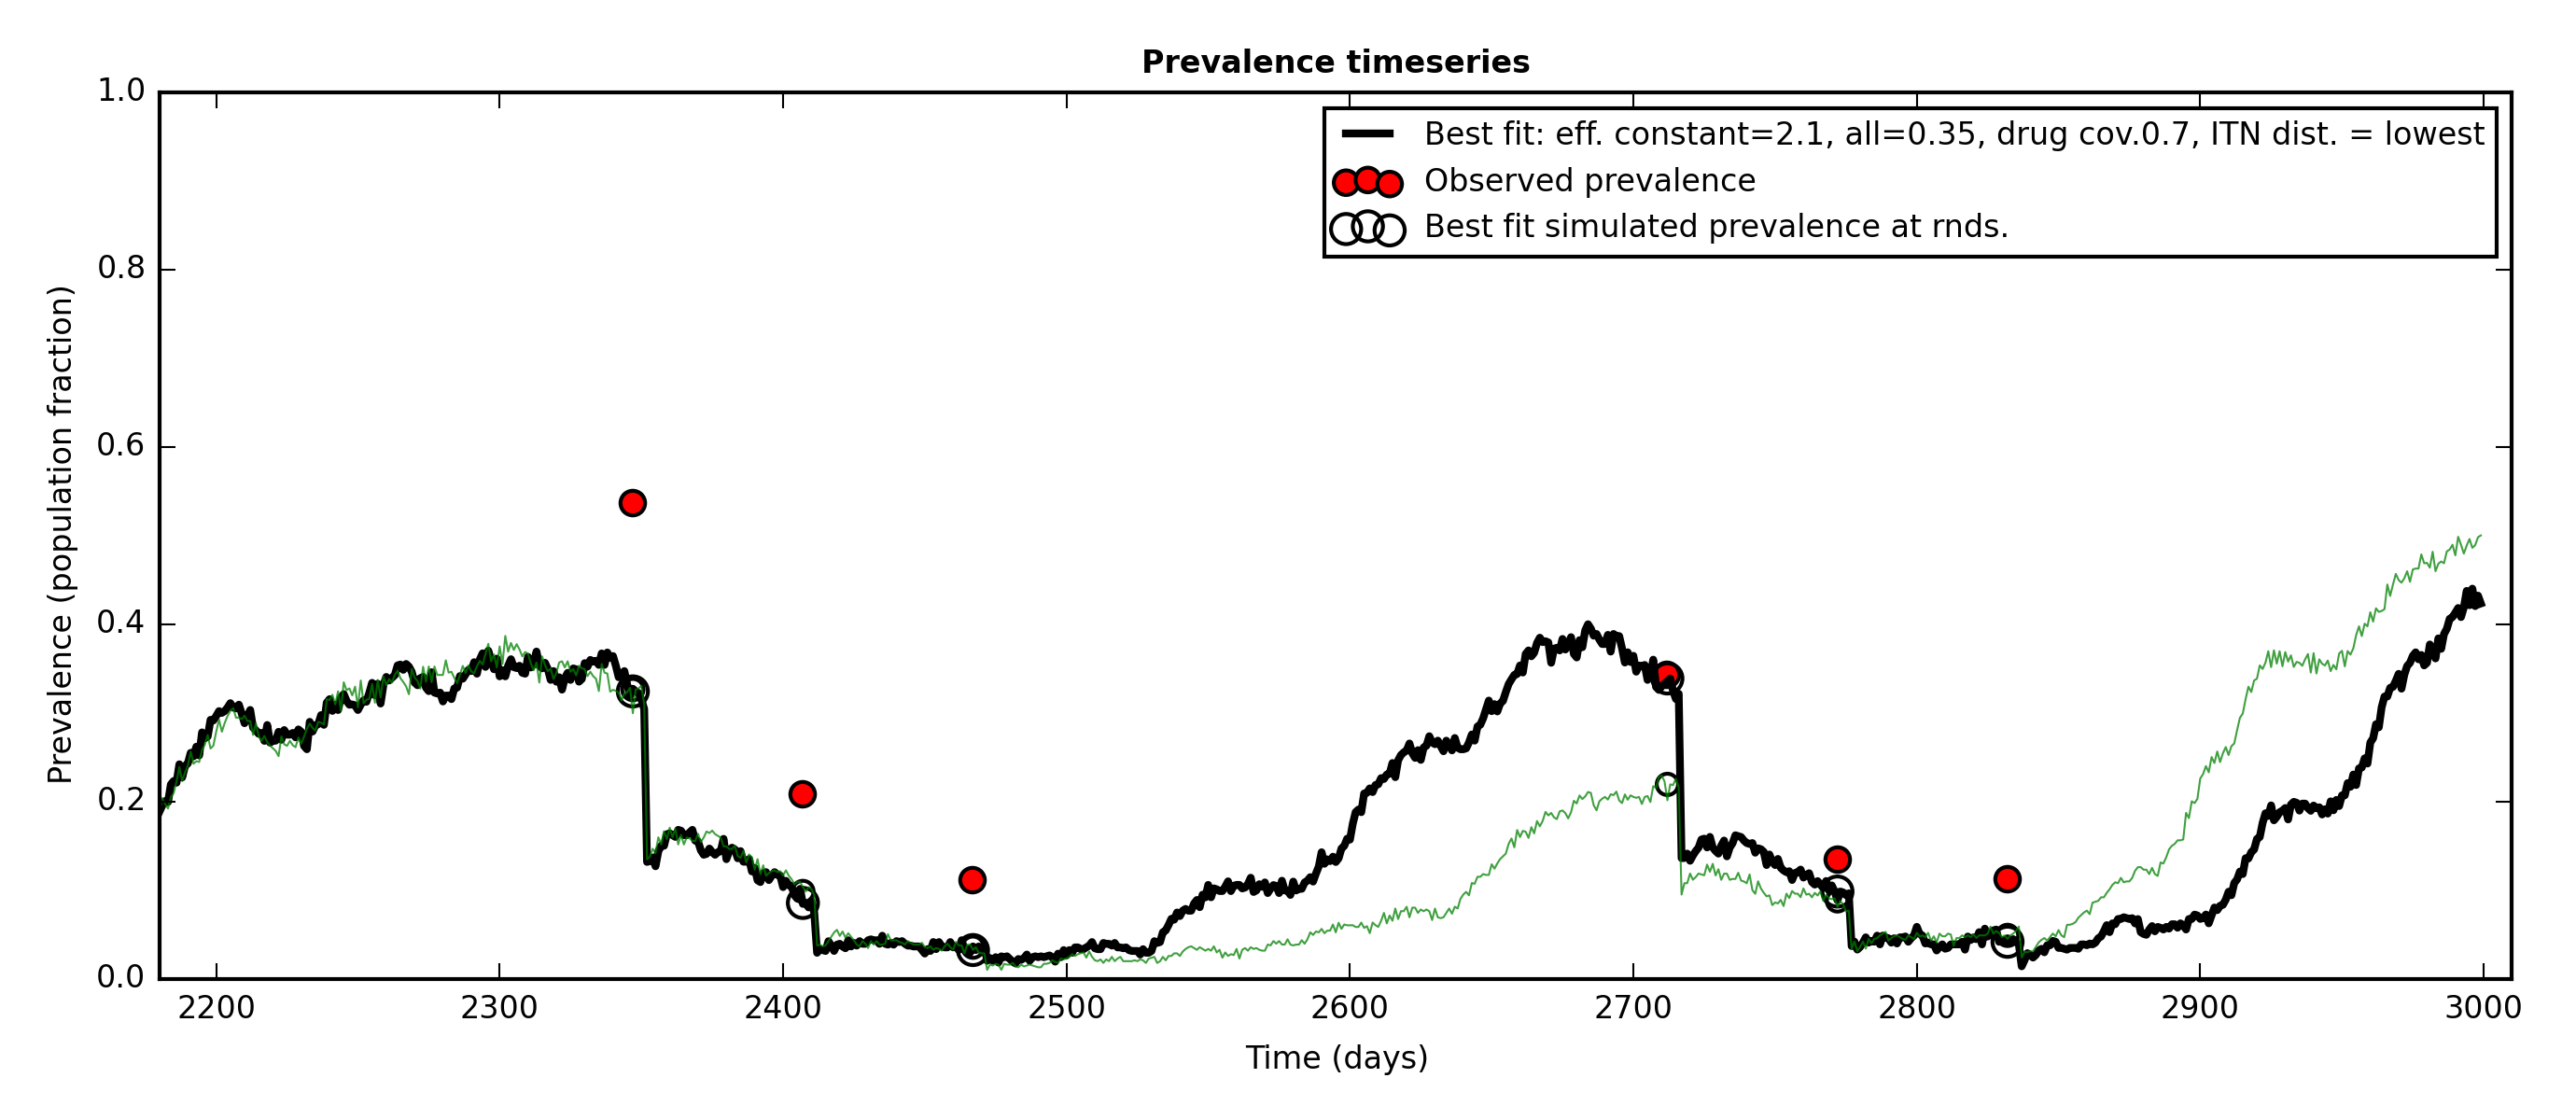 Prevalence timeseries
1.0
0.8
0.6
0.4
0.2
0.0
Prevalence (population fraction)
Best fit: eff. constant=2.1, all=0.35, drug cov.0.7, ITN dist. = lowest
Observed prevalence
Best fit simulated prevalence at rnds.
2200 2300 2400 2500 2600 2700 2800 2900 3000
Time (days)